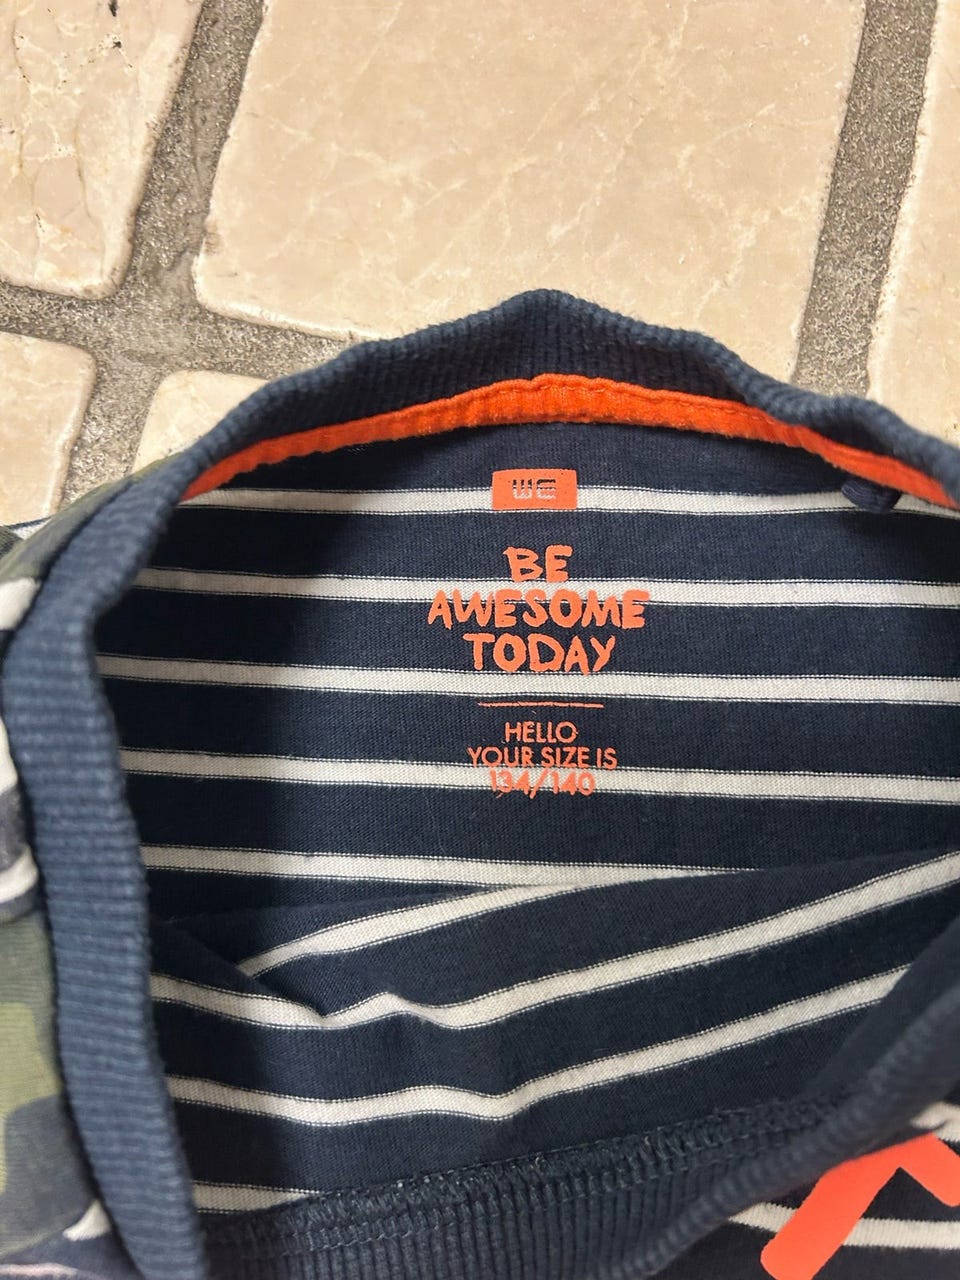 WE
BE
AWESOME
TODAY
HELLO
YOUR SIZE IS
134/140